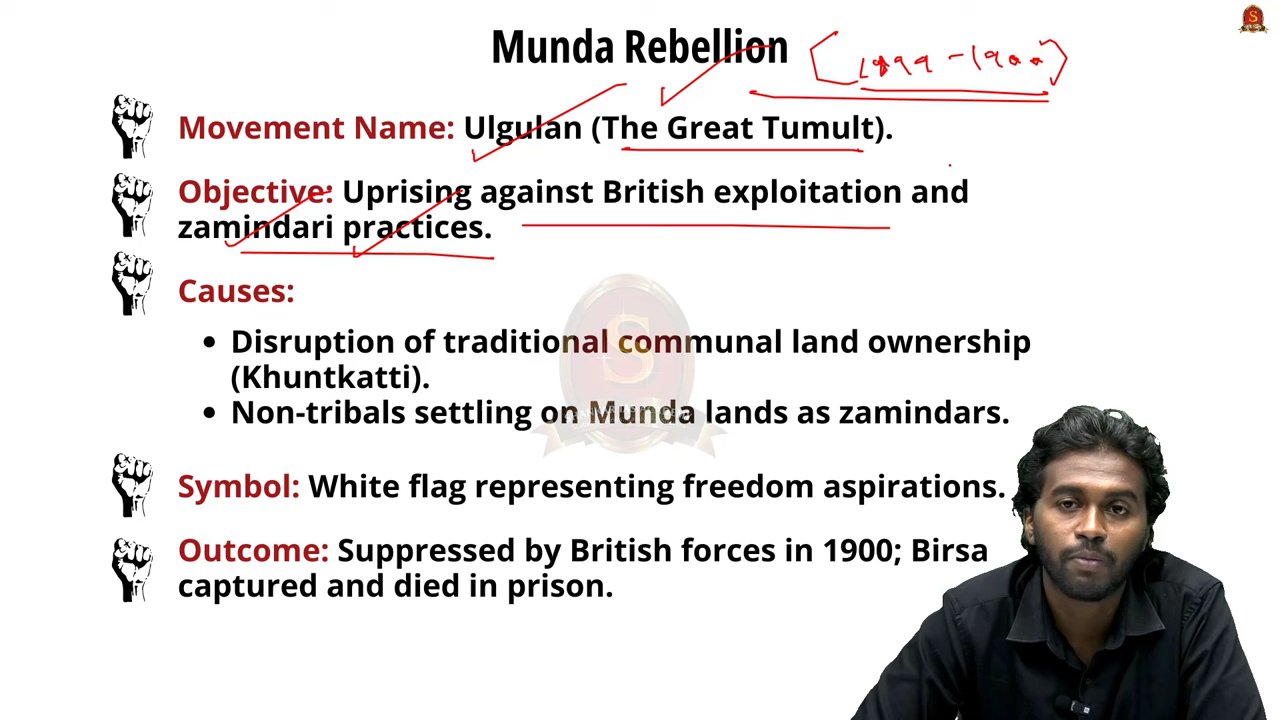 Munda Rebellion
[1899-1900]
Movement Name: Ulgulan (The Great Tumult).
Objective: Uprising against British exploitation and
zamindari practices.
Causes:
• Disruption of traditional communal land ownership
(Khuntkatti).
• Non-tribals settling on Munda lands as zamindars.
Symbol: White flag representing freedom aspirations.
Outcome: Suppressed by British forces in 1900; Birsa
captured and died in prison.
S
S